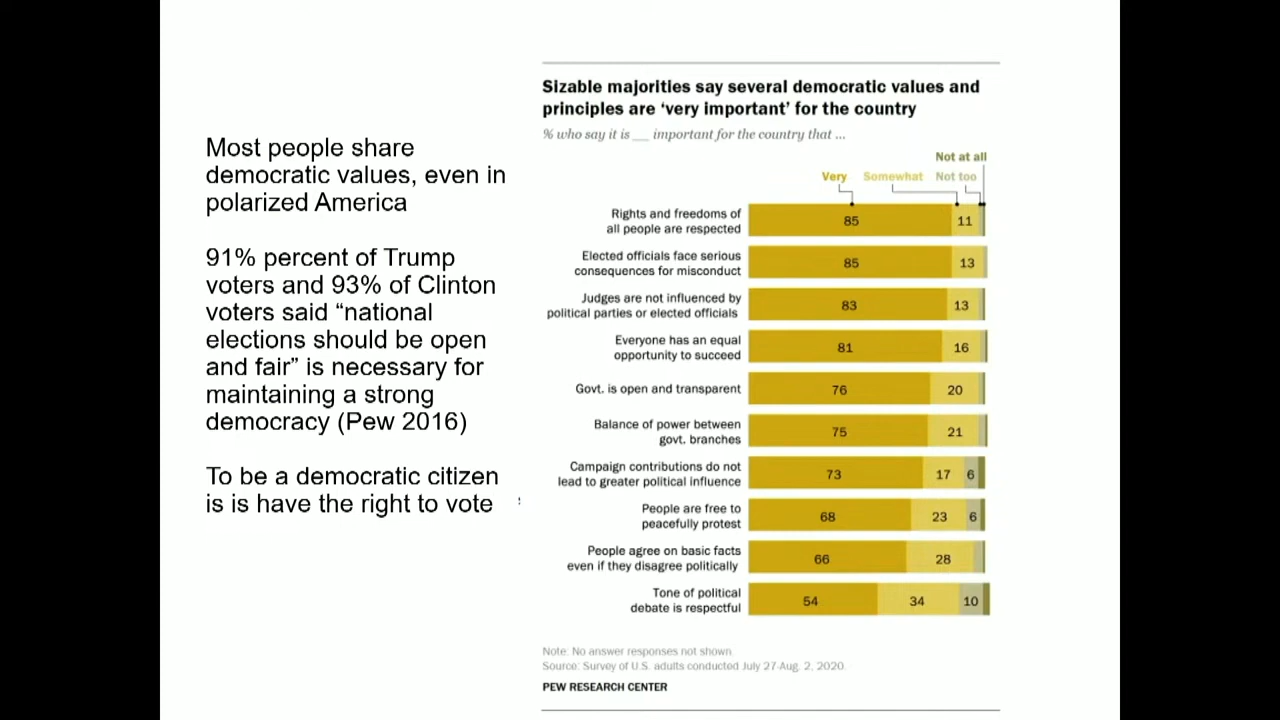 Most people share
democratic values, even in
polarized America
91% percent of Trump
voters and 93% of Clinton
voters said “national
elections should be open
and fair” is necessary for
maintaining a strong
democracy (Pew 2016)
To be a democratic citizen
is is have the right to vote
Sizable majorities say several democratic values and
principles are ‘very important’ for the country
% who say it is __ important for the country that ...
Not at all
Very Somewhat Not too
Rights and freedoms of
all people are respected
85 11
Elected officials face serious
consequences for misconduct
85 13
Judges are not influenced by
political parties or elected officials
83 13
Everyone has an equal
opportunity to succeed
81 16
Govt. is open and transparent
76 20
Balance of power between
govt. branches
75 21
Campaign contributions do not
lead to greater political influence
73 17 6
People are free to
peacefully protest
68 23 6
People agree on basic facts
even if they disagree politically
66 28
Tone of political
debate is respectful
54 34 10
Note: No answer responses not shown.
Source: Survey of U.S. adults conducted July 27-Aug. 2, 2020.
PEW RESEARCH CENTER